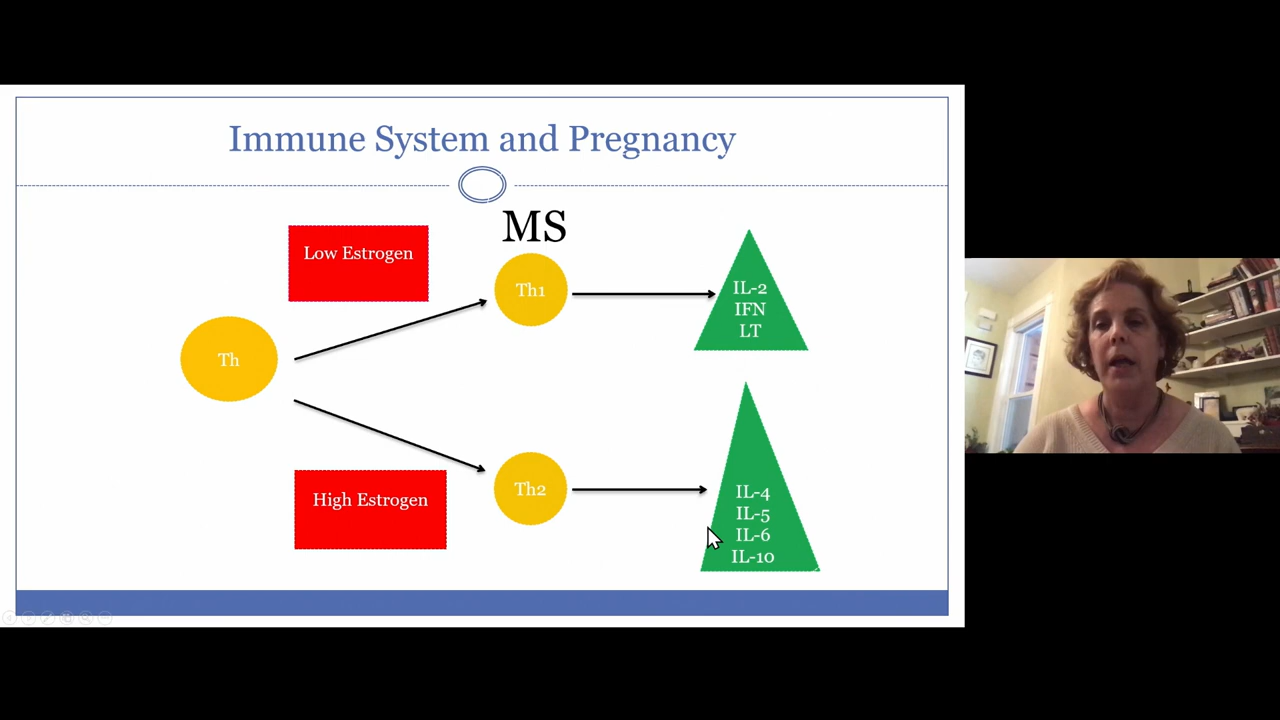 Immune System and Pregnancy
MS
Low Estrogen
Th1
IL-2
IFN
LT
Th
High Estrogen
Th2
IL-4
IL-5
IL-6
IL-10